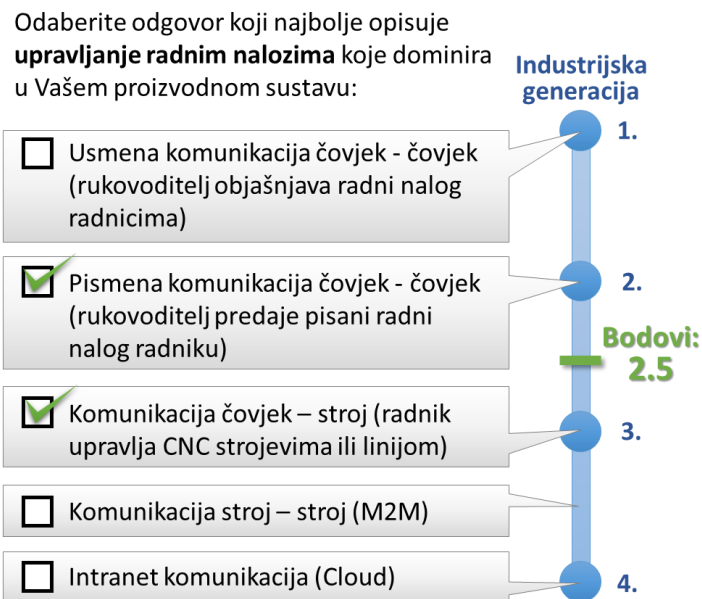 Odaberite odgovor koji najbolje opisuje
upravljanje radnim nalozima koje dominira
u Vašem proizvodnom sustavu:
Industrijska
generacija
1.
Usmena komunikacija čovjek - čovjek
(rukovoditelj objašnjava radni nalog
radnicima)
2.
Pismena komunikacija čovjek - čovjek
(rukovoditelj predaje pisani radni
nalog radniku)
Bodovi:
2.5
Komunikacija čovjek – stroj (radnik
upravlja CNC strojevima ili linijom)
3.
Komunikacija stroj – stroj (M2M)
Intranet komunikacija (Cloud)
4.